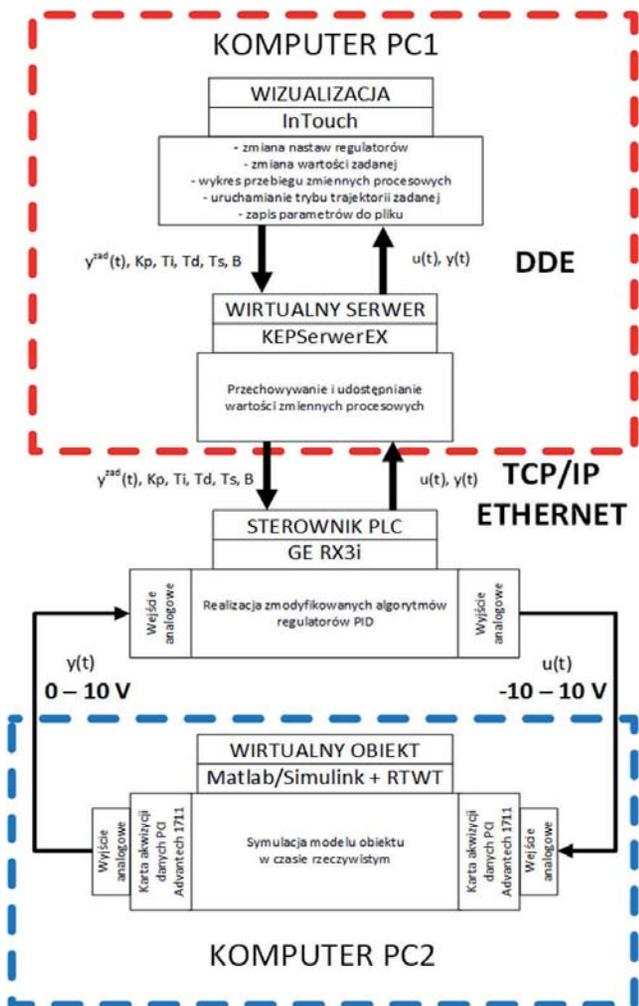 KOMPUTER PC1
WIZUALIZACJA
InTouch
- zmiana nastaw regulatorów
- zmiana wartości zadanej
- wykres przebiegu zmiennych procesowych
- uruchamianie trybu trajektorii zadanej
- zapis parametrów do pliku
y^zad(t), Kp, Ti, Td, Ts, B
u(t), y(t)
DDE
WIRTUALNY SERWER
KEPSerwerEX
Przechowywanie i udostępnianie
wartości zmiennych procesowych
y^zad(t), Kp, Ti, Td, Ts, B
u(t), y(t)
TCP/IP
ETHERNET
STEROWNIK PLC
GE RX3i
Wejście
analogowe
Realizacja zmodyfikowanych algorytmów
regulatorów PID
Wyjście
analogowe
y(t)
0 – 10 V
u(t)
-10 – 10 V
WIRTUALNY OBIEKT
Matlab/Simulink + RTWT
Wyjście
analogowe
Karta akwizycji
danych PCI
Advantech 1711
Symulacja modelu obiektu
w czasie rzeczywistym
Karta akwizycji
danych PCI
Advantech 1711
Wejście
analogowe
KOMPUTER PC2